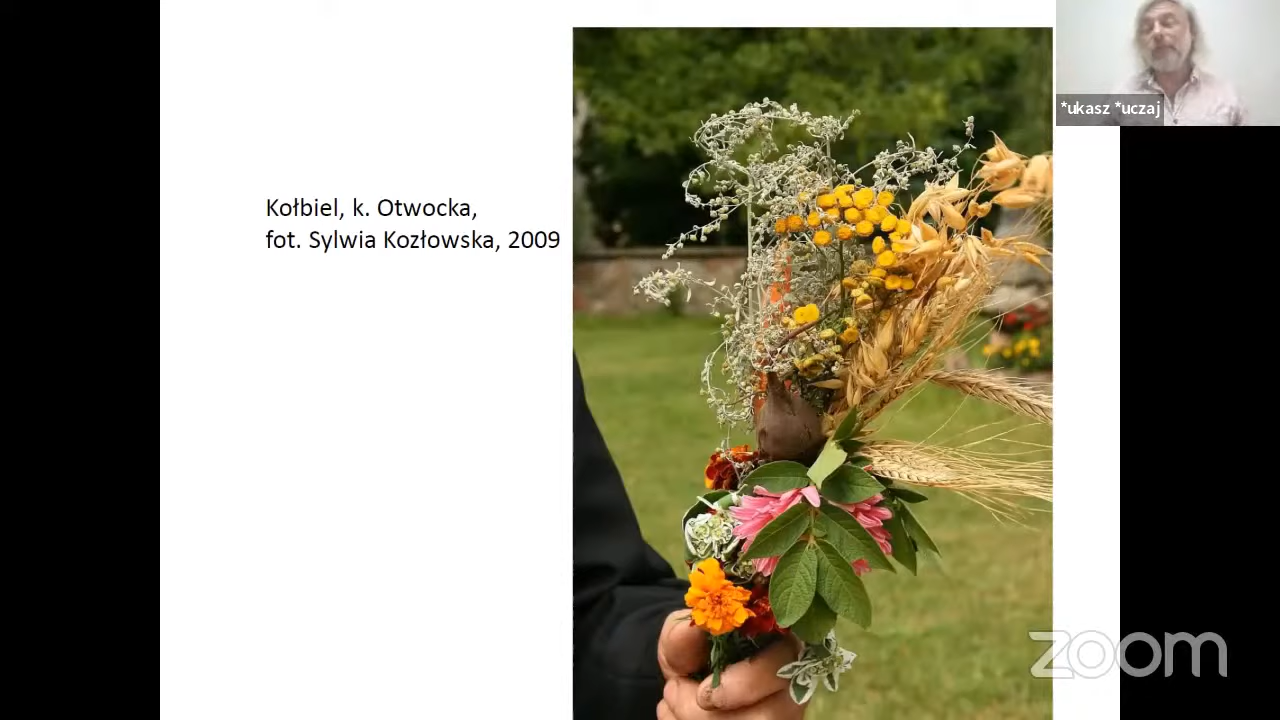 Kołbiel, k. Otwocka,
fot. Sylwia Kozłowska, 2009
*ukasz *uczaj
zoom